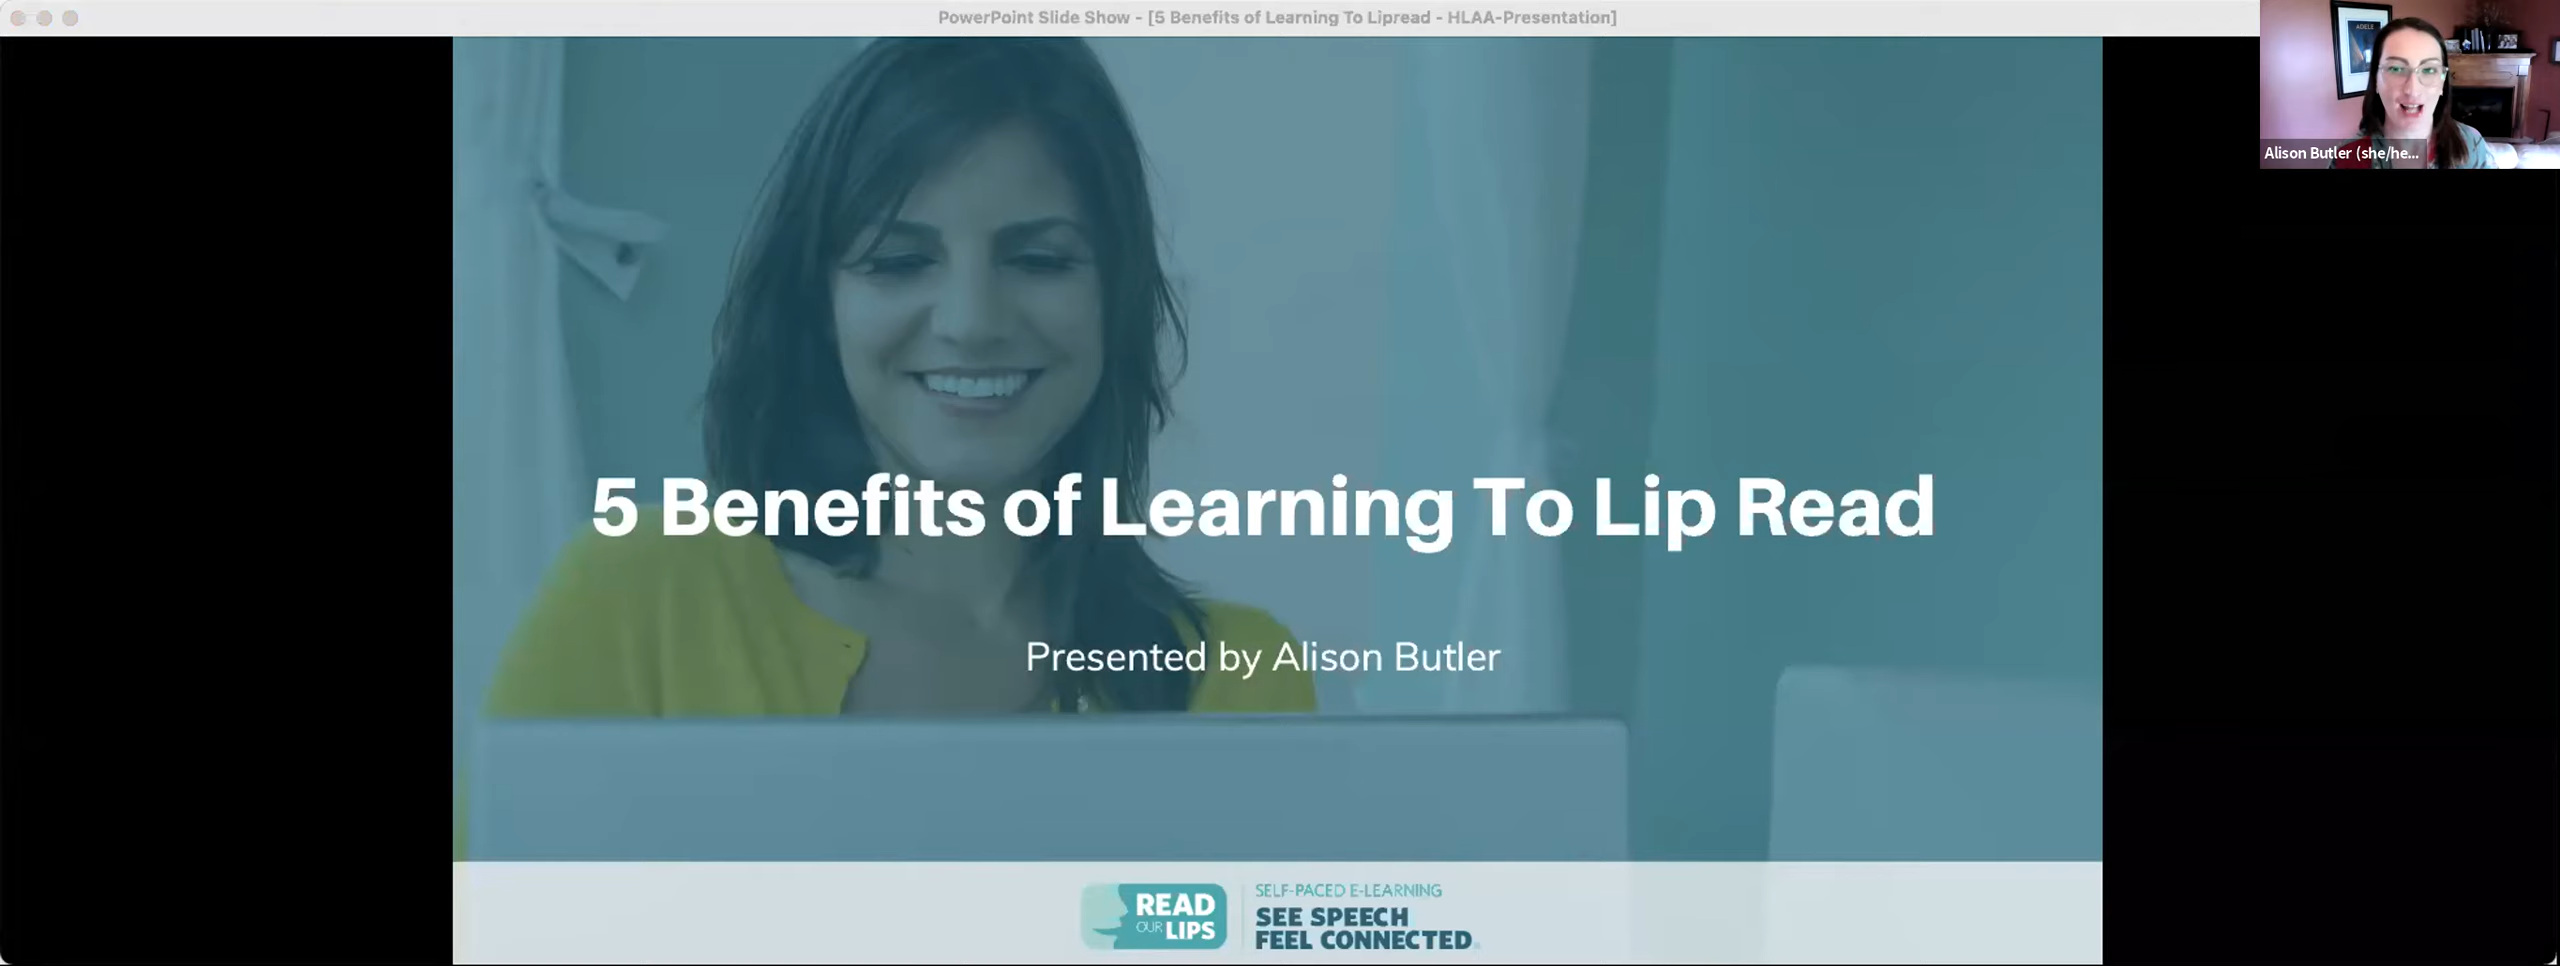 PowerPoint Slide Show - [5 Benefits of Learning To Lipread - HLAA-Presentation]
ADELE
Alison Butler (she/he...
5 Benefits of Learning To Lip Read
Presented by Alison Butler
READ
OUR LIPS
SELF-PACED E-LEARNING
SEE SPEECH
FEEL CONNECTED